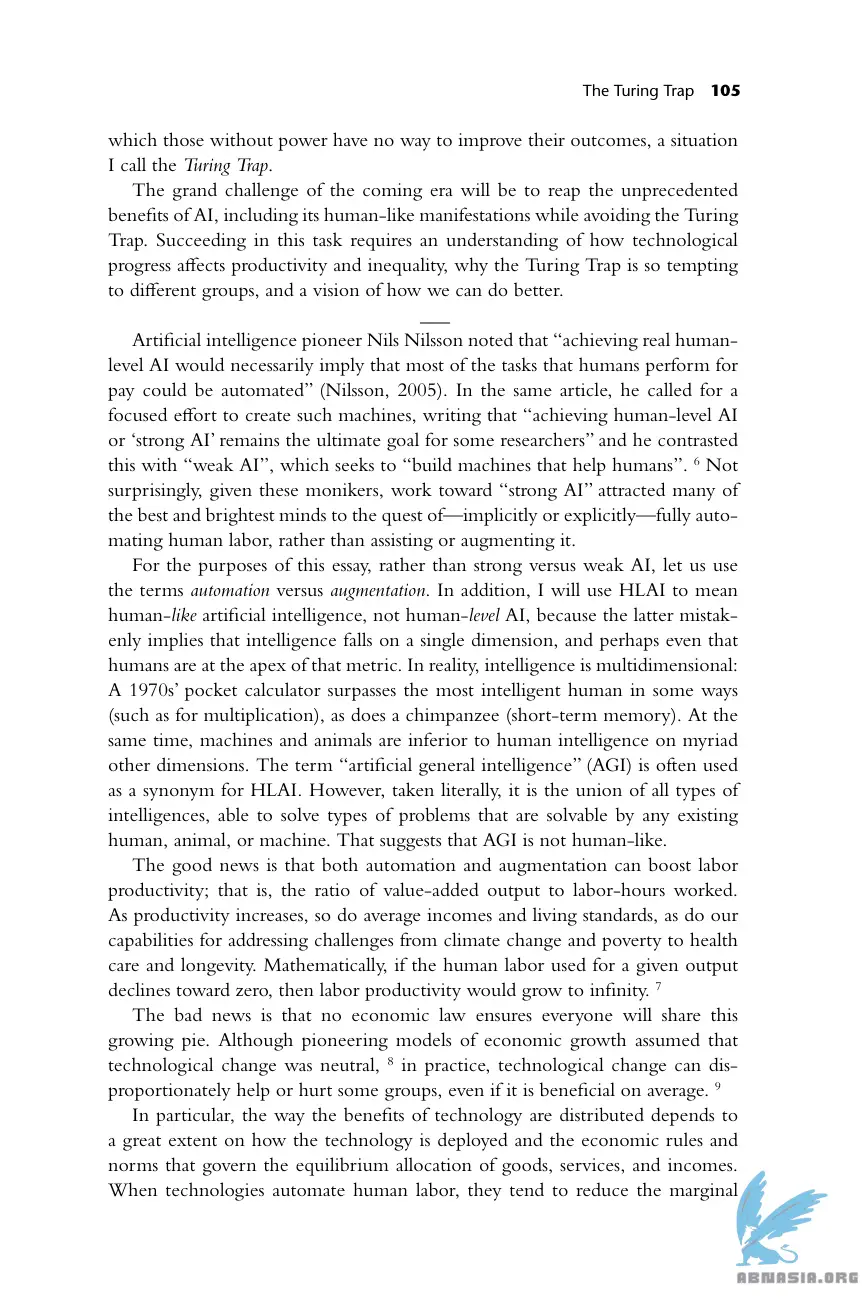 The Turing Trap 105
which those without power have no way to improve their outcomes, a situation
I call the Turing Trap.
The grand challenge of the coming era will be to reap the unprecedented
benefits of AI, including its human-like manifestations while avoiding the Turing
Trap. Succeeding in this task requires an understanding of how technological
progress affects productivity and inequality, why the Turing Trap is so tempting
to different groups, and a vision of how we can do better.
Artificial intelligence pioneer Nils Nilsson noted that “achieving real human-
level AI would necessarily imply that most of the tasks that humans perform for
pay could be automated” (Nilsson, 2005). In the same article, he called for a
focused effort to create such machines, writing that “achieving human-level AI
or ‘strong AI’ remains the ultimate goal for some researchers” and he contrasted
this with “weak AI”, which seeks to “build machines that help humans”. 6 Not
surprisingly, given these monikers, work toward “strong AI” attracted many of
the best and brightest minds to the quest of—implicitly or explicitly—fully auto-
mating human labor, rather than assisting or augmenting it.
For the purposes of this essay, rather than strong versus weak AI, let us use
the terms automation versus augmentation. In addition, I will use HLAI to mean
human-like artificial intelligence, not human-level AI, because the latter mistak-
enly implies that intelligence falls on a single dimension, and perhaps even that
humans are at the apex of that metric. In reality, intelligence is multidimensional:
A 1970s’ pocket calculator surpasses the most intelligent human in some ways
(such as for multiplication), as does a chimpanzee (short-term memory). At the
same time, machines and animals are inferior to human intelligence on myriad
other dimensions. The term “artificial general intelligence” (AGI) is often used
as a synonym for HLAI. However, taken literally, it is the union of all types of
intelligences, able to solve types of problems that are solvable by any existing
human, animal, or machine. That suggests that AGI is not human-like.
The good news is that both automation and augmentation can boost labor
productivity; that is, the ratio of value-added output to labor-hours worked.
As productivity increases, so do average incomes and living standards, as do our
capabilities for addressing challenges from climate change and poverty to health
care and longevity. Mathematically, if the human labor used for a given output
declines toward zero, then labor productivity would grow to infinity. 7
The bad news is that no economic law ensures everyone will share this
growing pie. Although pioneering models of economic growth assumed that
technological change was neutral, 8 in practice, technological change can dis-
proportionately help or hurt some groups, even if it is beneficial on average. 9
In particular, the way the benefits of technology are distributed depends to
a great extent on how the technology is deployed and the economic rules and
norms that govern the equilibrium allocation of goods, services, and incomes.
When technologies automate human labor, they tend to reduce the marginal
ABNASIA.ORG